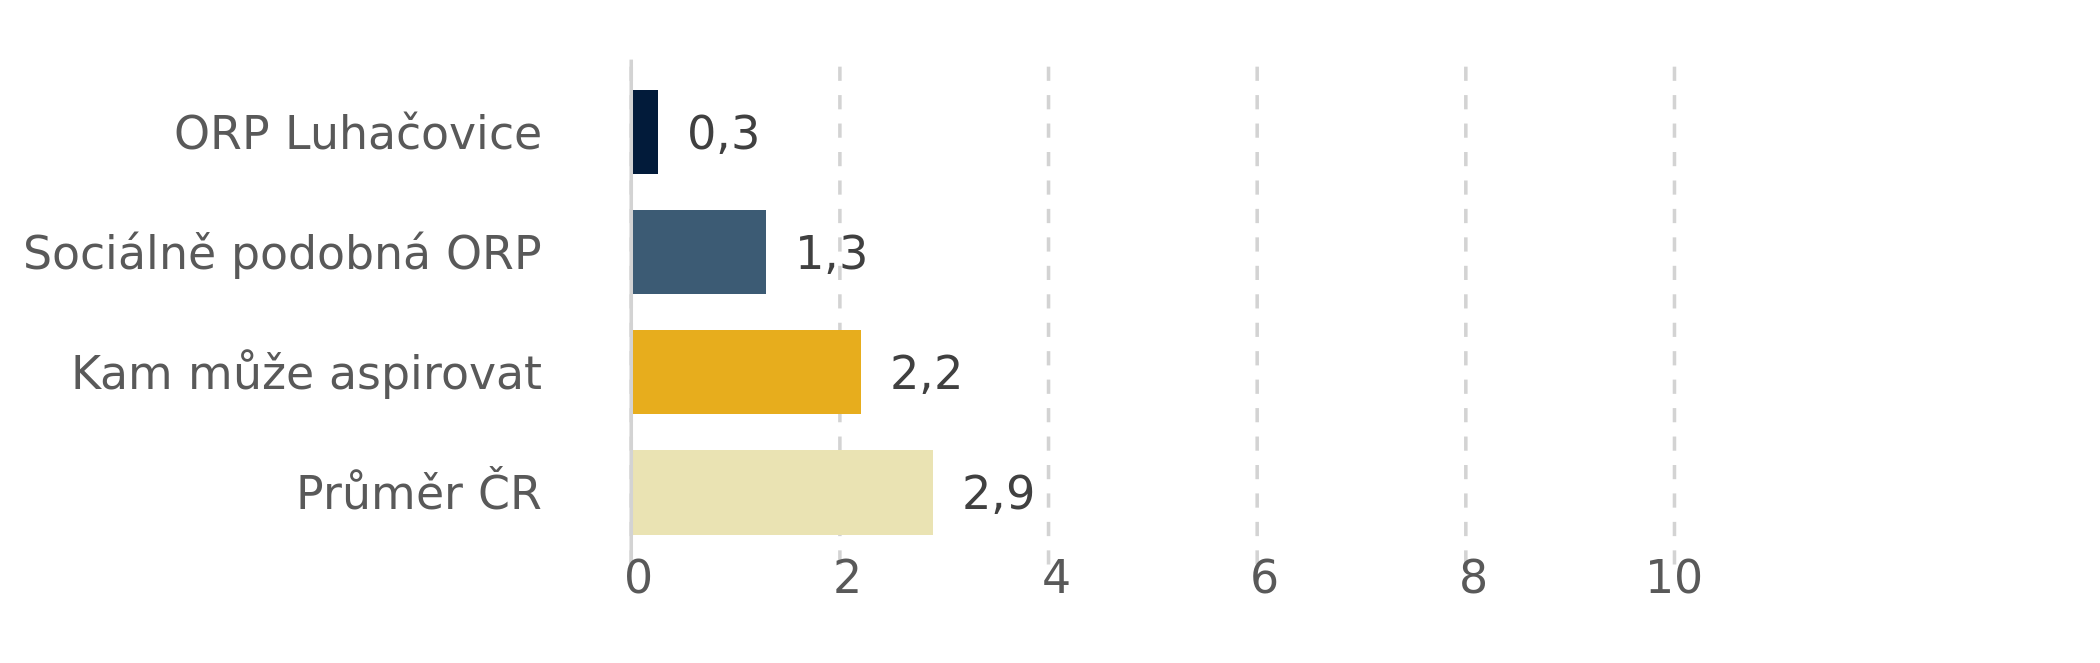 ORP Luhačovice 0,3
Sociálně podobná ORP 1,3
Kam může aspirovat 2,2
Průměr ČR 2,9
0 2 4 6 8 10